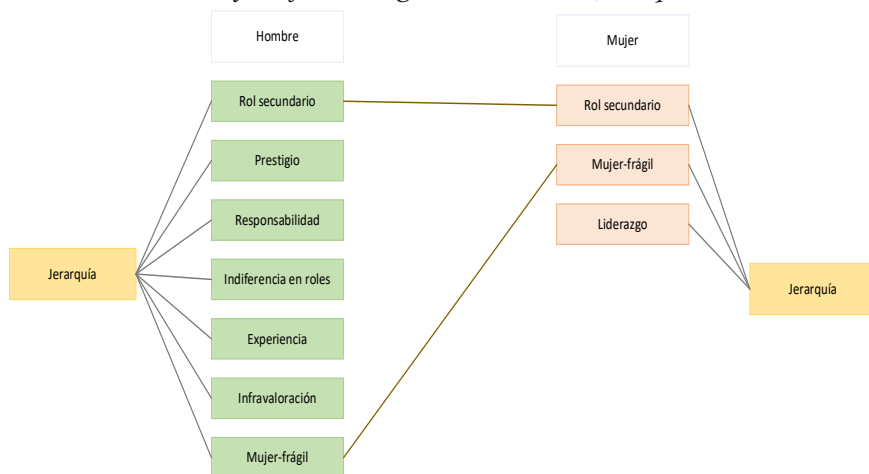 Hombre
Mujer
Rol secundario
Rol secundario
Prestigio
Mujer-frágil
Responsabilidad
Liderazgo
Jerarquía
Indiferencia en roles
Jerarquía
Experiencia
Infravaloración
Mujer-frágil